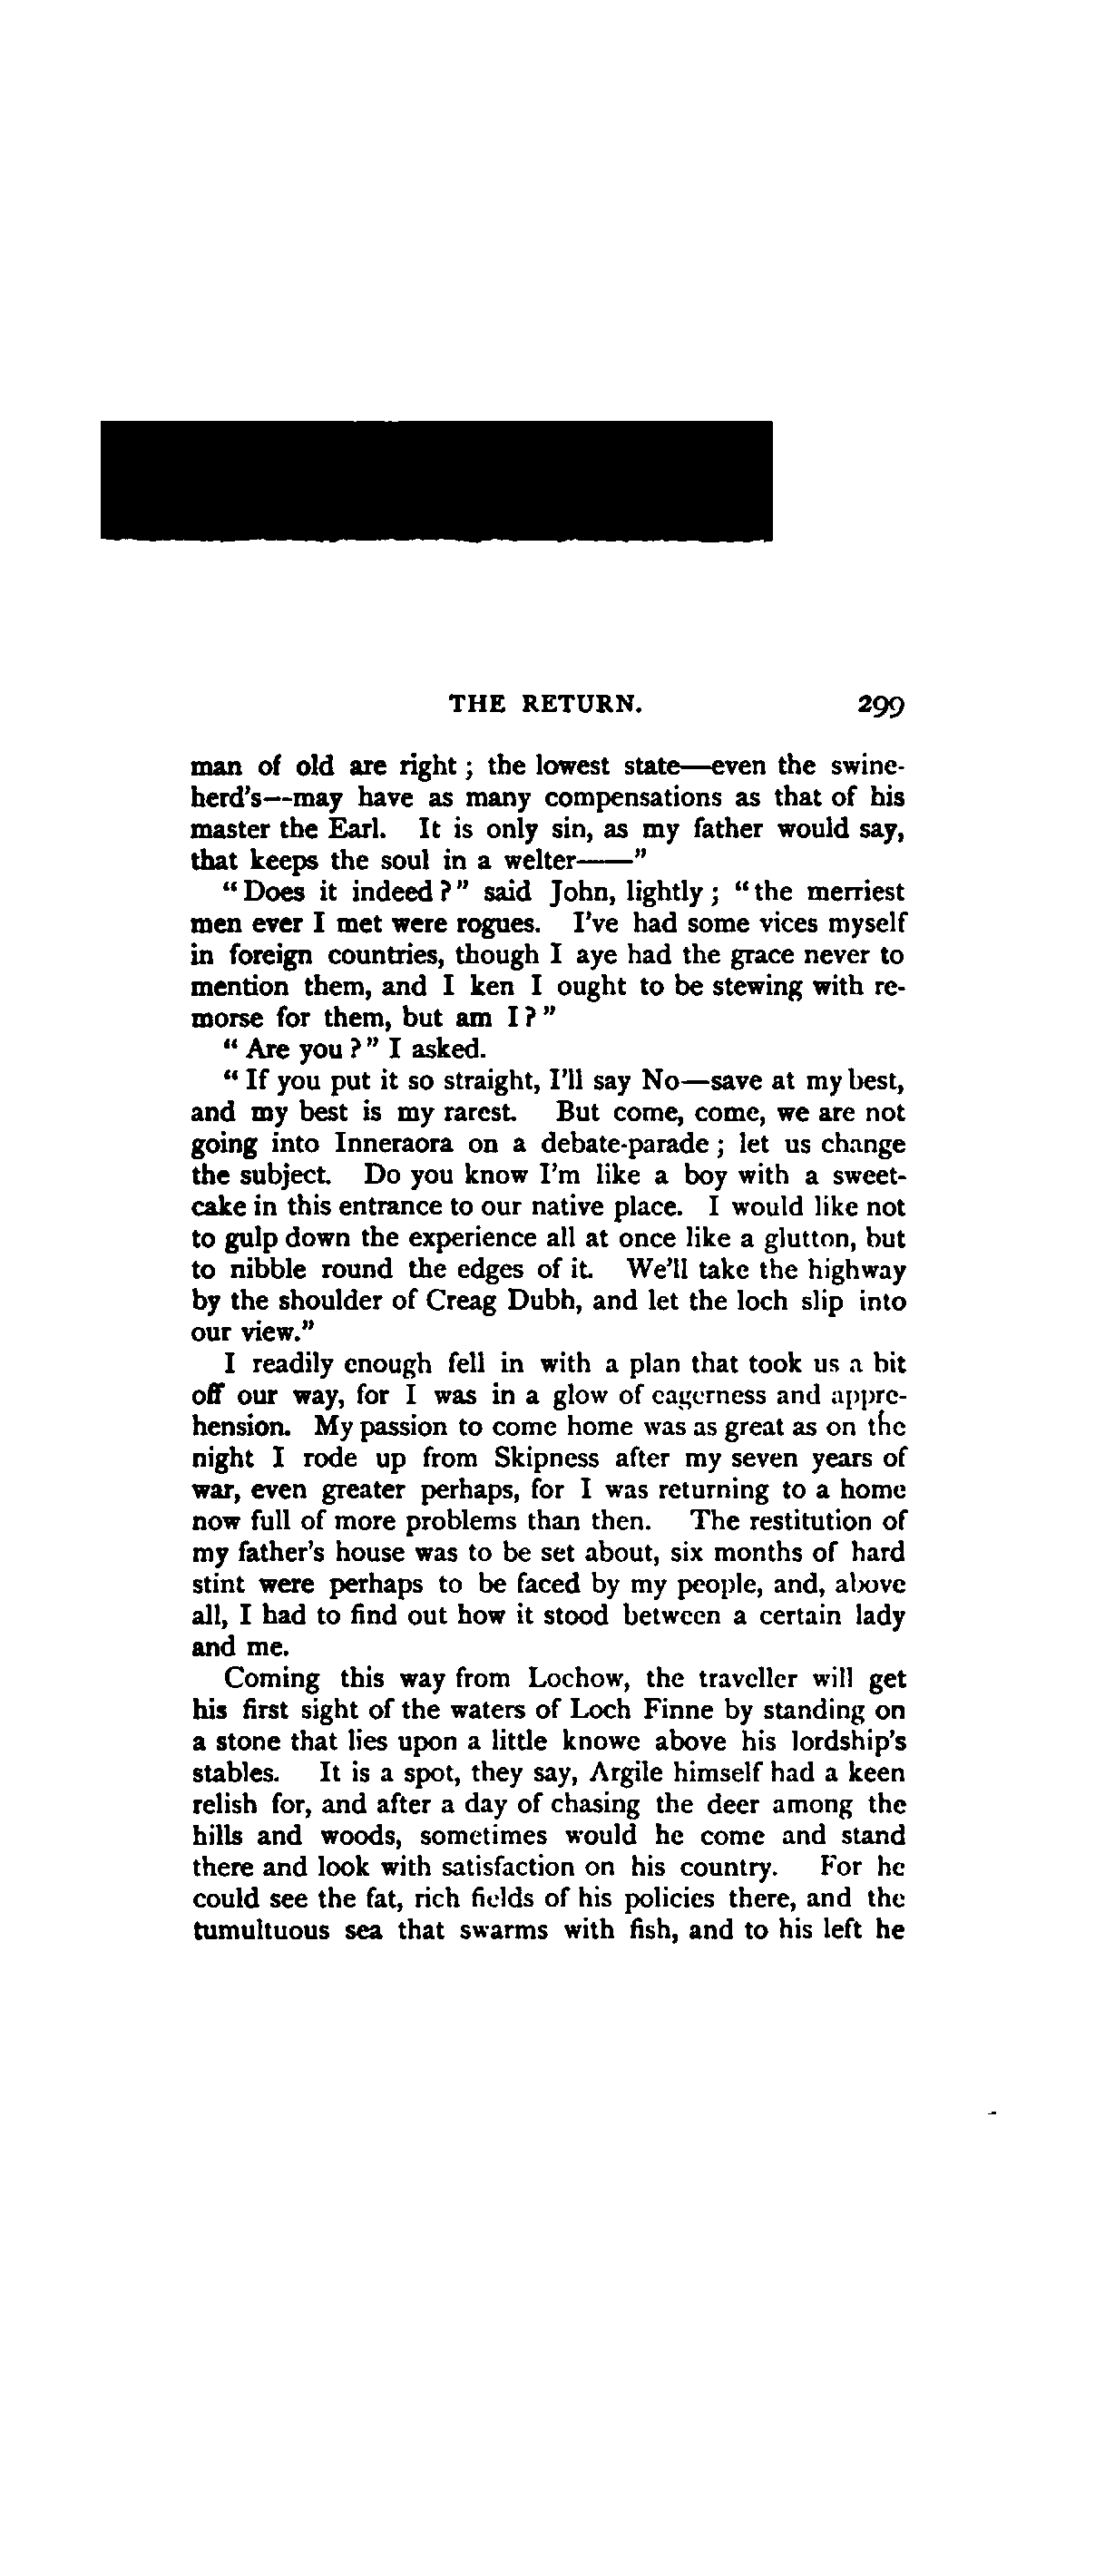 THE RETURN. 299
man of old are right; the lowest state—even the swine-
herd's—may have as many compensations as that of his
master the Earl. It is only sin, as my father would say,
that keeps the soul in a welter——"
"Does it indeed?" said John, lightly; "the merriest
men ever I met were rogues. I've had some vices myself
in foreign countries, though I aye had the grace never to
mention them, and I ken I ought to be stewing with re-
morse for them, but am I?"
"Are you?" I asked.
"If you put it so straight, I'll say No—save at my best,
and my best is my rarest. But come, come, we are not
going into Inneraora on a debate-parade; let us change
the subject. Do you know I'm like a boy with a sweet-
cake in this entrance to our native place. I would like not
to gulp down the experience all at once like a glutton, but
to nibble round the edges of it. We'll take the highway
by the shoulder of Creag Dubh, and let the loch slip into
our view."
I readily enough fell in with a plan that took us a bit
off our way, for I was in a glow of eagerness and appre-
hension. My passion to come home was as great as on the
night I rode up from Skipness after my seven years of
war, even greater perhaps, for I was returning to a home
now full of more problems than then. The restitution of
my father's house was to be set about, six months of hard
stint were perhaps to be faced by my people, and, above
all, I had to find out how it stood between a certain lady
and me.
Coming this way from Lochow, the traveller will get
his first sight of the waters of Loch Finne by standing on
a stone that lies upon a little knowe above his lordship's
stables. It is a spot, they say, Argile himself had a keen
relish for, and after a day of chasing the deer among the
hills and woods, sometimes would he come and stand
there and look with satisfaction on his country. For he
could see the fat, rich fields of his policies there, and the
tumultuous sea that swarms with fish, and to his left he